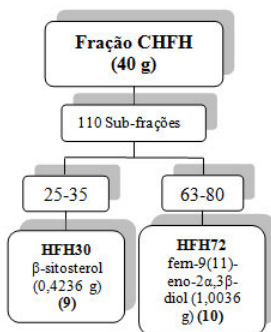 Fração CHFH
(40 g)
110 Sub-frações
25-35
63-80
HFH30
β-sitosterol
(0,4236 g)
(9)
HFH72
fern-9(11)-
eno-2α,3β-
diol (1,0036
g) (10)